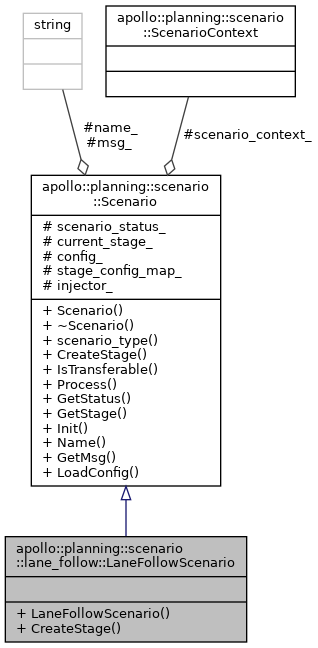 string
apollo::planning::scenario
::ScenarioContext
#name_
#msg_
#scenario_context_
apollo::planning::scenario
::Scenario
# scenario_status_
# current_stage_
# config_
# stage_config_map_
# injector_
+ Scenario()
+ ~Scenario()
+ scenario_type()
+ CreateStage()
+ IsTransferable()
+ Process()
+ GetStatus()
+ GetStage()
+ Init()
+ Name()
+ GetMsg()
+ LoadConfig()
apollo::planning::scenario
::lane_follow::LaneFollowScenario
+ LaneFollowScenario()
+ CreateStage()